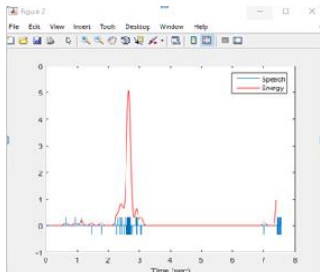 Figure 2
File Edit View Insert Tools Desktop Window Help
Speech
Energy
6
5
4
3
2
1
0
-1
0 1 2 3 4 5 6 7 8
Time (sec)